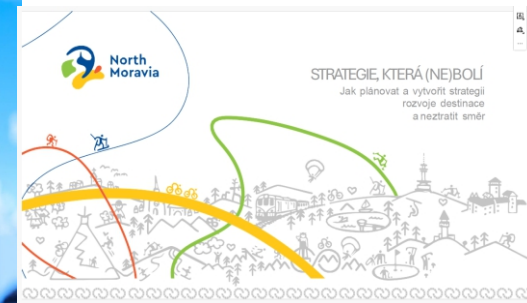 North
Moravia
STRATEGIE, KTERÁ (NE)BOLÍ
Jak plánovat a vytvořit strategii
rozvoje destinace
a neztratit směr